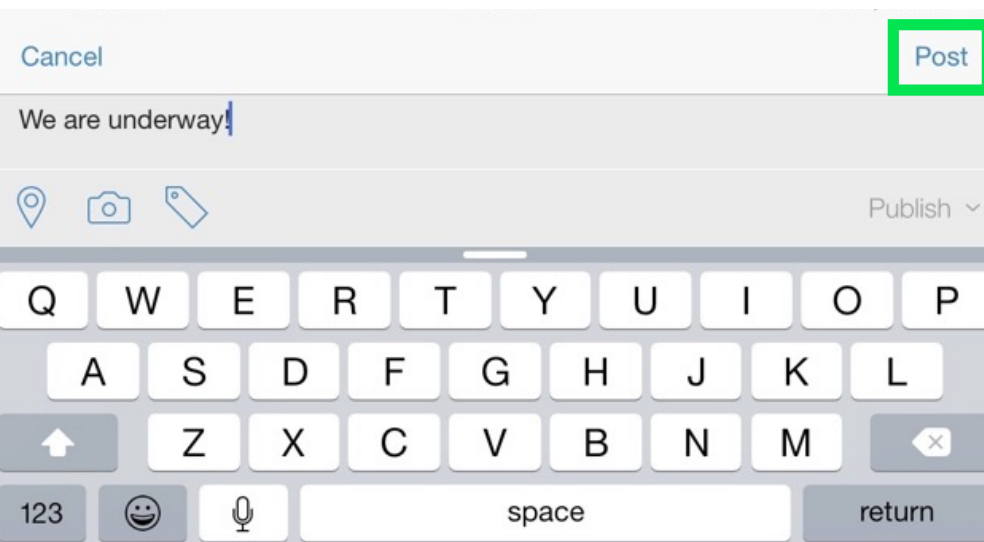 Cancel Post
We are underway!
Publish
Q W E R T Y U I O P
A S D F G H J K L
Z X C V B N M
123 space return